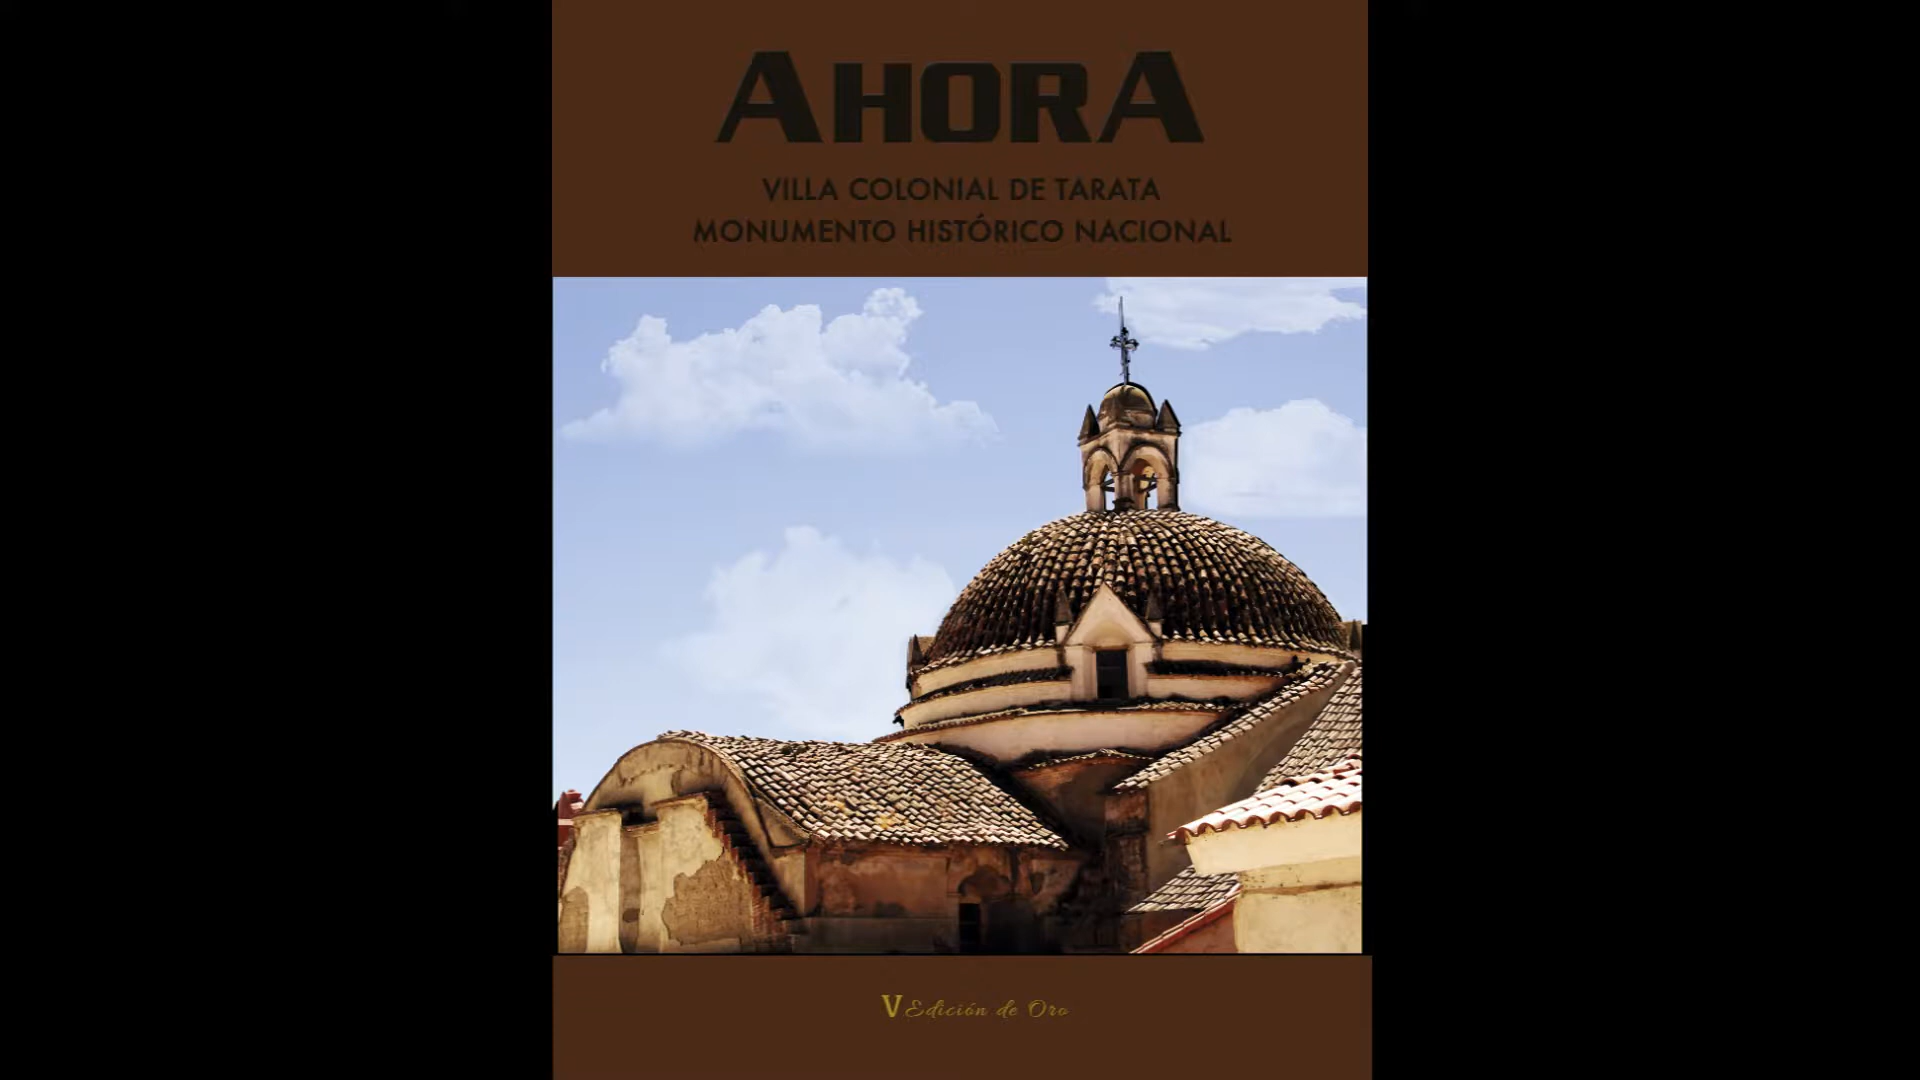 AHORA
VILLA COLONIAL DE TARATA
MONUMENTO HISTÓRICO NACIONAL
V Edición de Oro